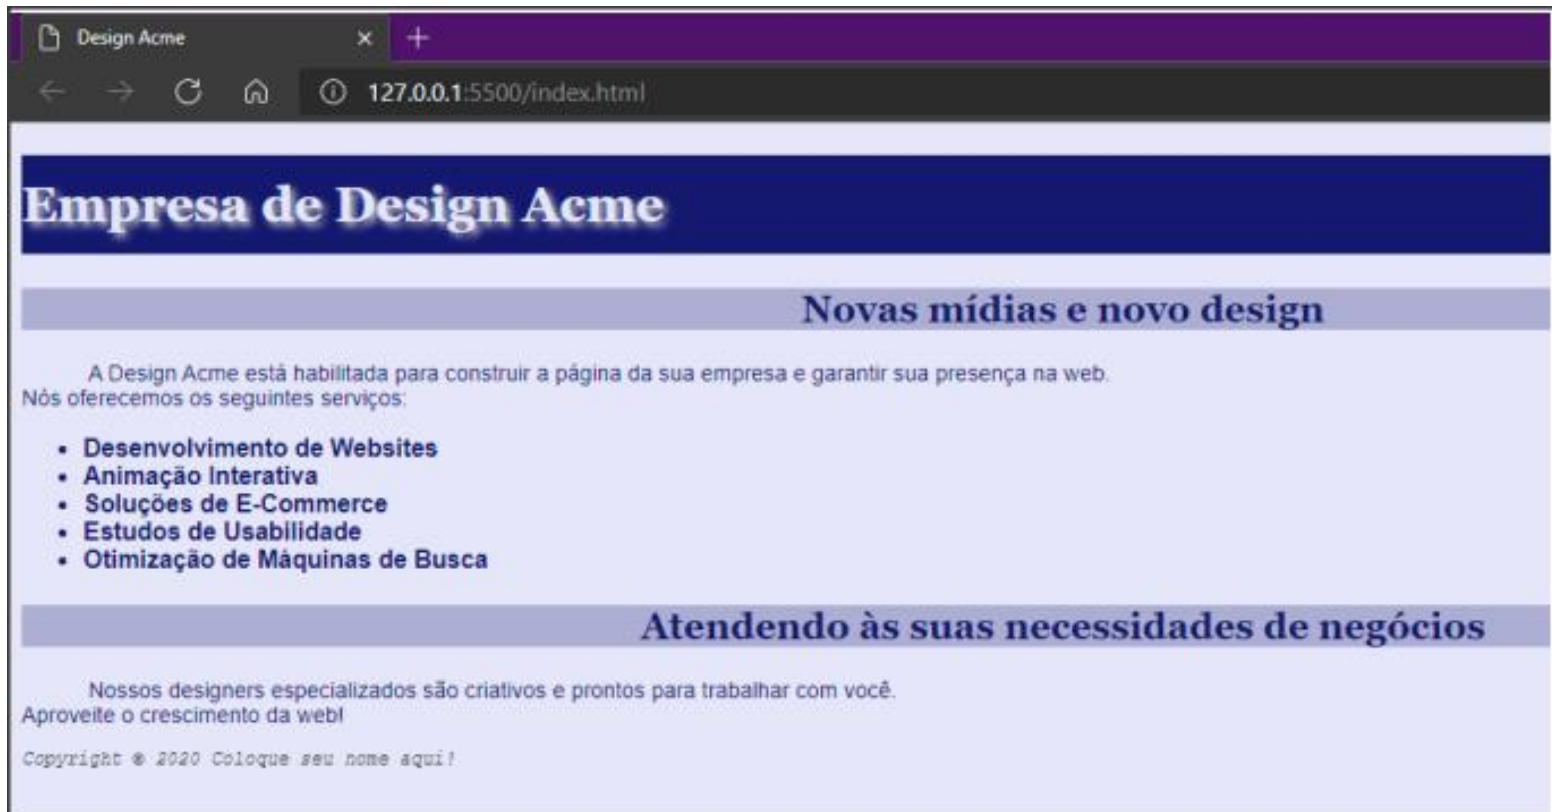 Design Acme
127.0.0.1:5500/index.html
Empresa de Design Acme
Novas mídias e novo design
A Design Acme está habilitada para construir a página da sua empresa e garantir sua presença na web.
Nós oferecemos os seguintes serviços:
• Desenvolvimento de Websites
• Animação Interativa
• Soluções de E-Commerce
• Estudos de Usabilidade
• Otimização de Máquinas de Busca
Atendendo às suas necessidades de negócios
Nossos designers especializados são criativos e prontos para trabalhar com você.
Aproveite o crescimento da web!
Copyright © 2020 Coloque seu nome aqui!